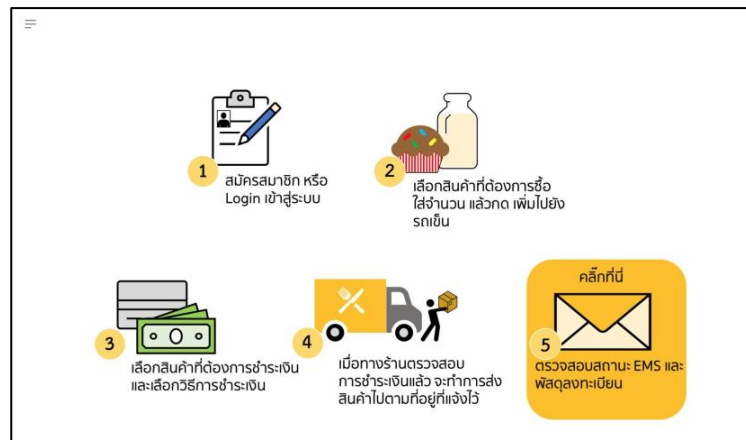 1
สมัครสมาชิก หรือ
Login เข้าสู่ระบบ
2
เลือกสินค้าที่ต้องการซื้อ
ใส่จำนวน แล้วกด เพิ่มไปยัง
รถเข็น
3
เลือกสินค้าที่ต้องการชำระเงิน
และเลือกวิธีการชำระเงิน
4
เมื่อทางร้านตรวจสอบ
การชำระเงินแล้ว จะทำการส่ง
สินค้าไปตามที่อยู่ที่แจ้งไว้
คลิ๊กที่นี่
5
ตรวจสอบสถานะ EMS และ
พัสดุลงทะเบียน